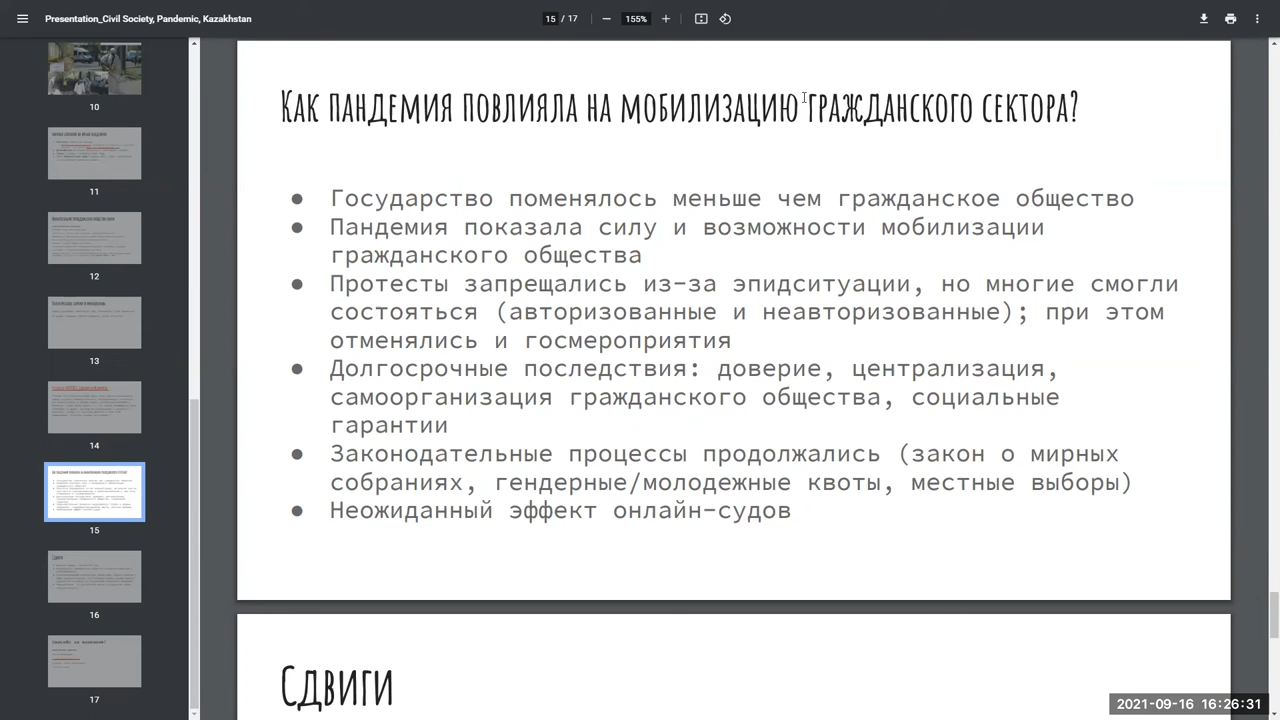 Presentation_Civil Society, Pandemic, Kazakhstan
15 / 17
155%
10
11
12
13
14
15
16
17
Как пандемия повлияла на мобилизацию гражданского сектора?
● Государство поменялось меньше чем гражданское общество
● Пандемия показала силу и возможности мобилизации
гражданского общества
● Протесты запрещались из-за эпидситуации, но многие смогли
состояться (авторизованные и неавторизованные); при этом
отменялись и госмероприятия
● Долгосрочные последствия: доверие, централизация,
самоорганизация гражданского общества, социальные
гарантии
● Законодательные процессы продолжались (закон о мирных
собраниях, гендерные/молодежные квоты, местные выборы)
● Неожиданный эффект онлайн-судов
Сдвиги
2021-09-16 16:26:31